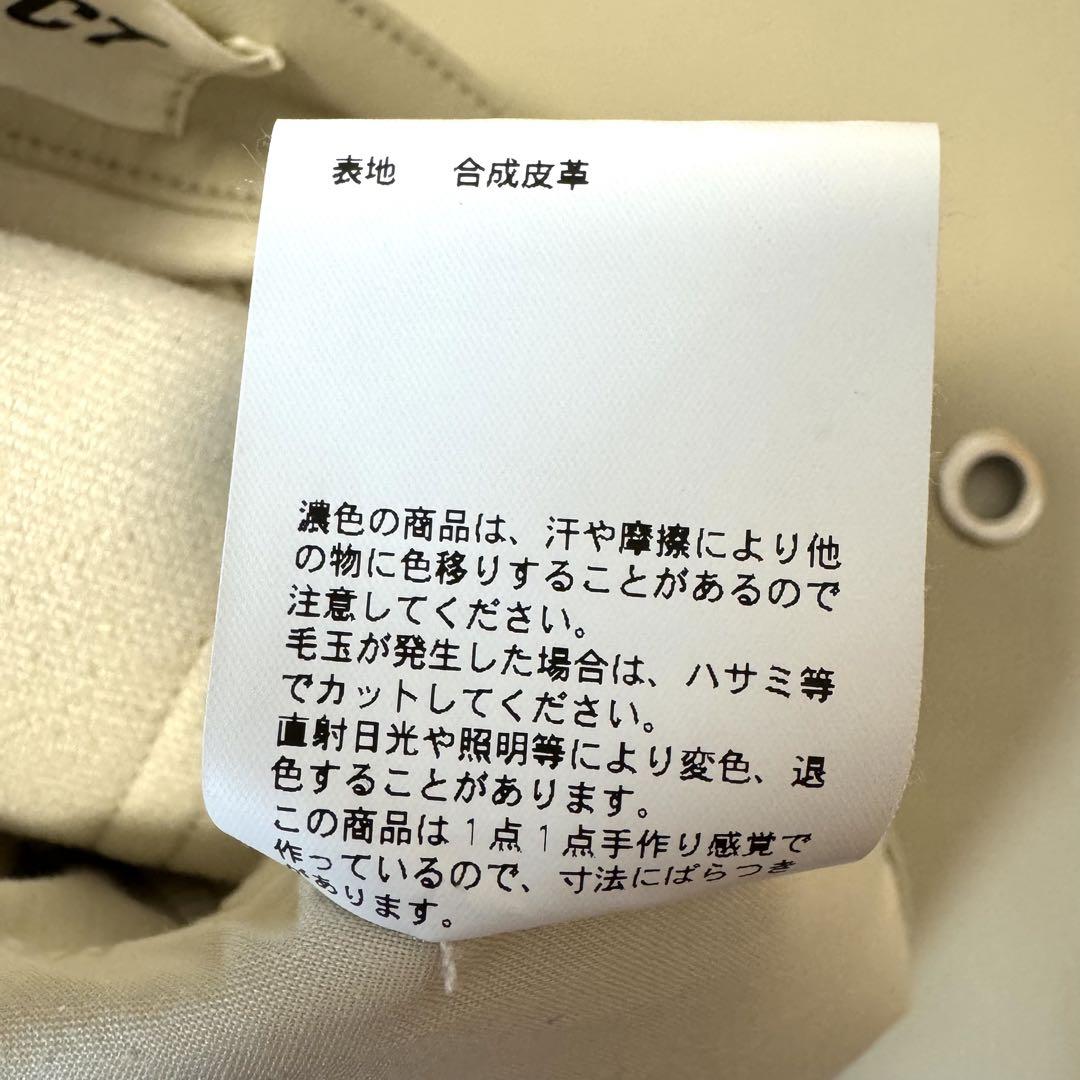 CT
表地 合成皮革
濃色の商品は、汗や摩擦により他
の物に色移りすることがあるので
注意してください。
毛玉が発生した場合は、ハサミ等
でカットしてください。
直射日光や照明等により変色、退
色することがあります。
この商品は1点1点手作り感覚で
作っているので、寸法にばらつき
があります。